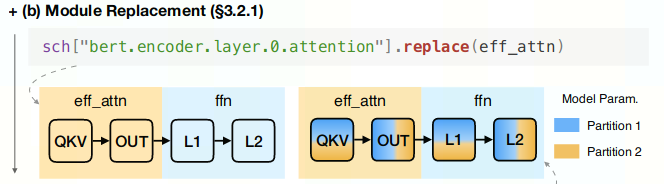 + (b) Module Replacement (§3.2.1)
sch["bert.encoder.layer.0.attention"].replace(eff_attn)
eff_attn ffn eff_attn ffn Model Param.
QKV OUT L1 L2 QKV OUT L1 L2 Partition 1
Partition 2